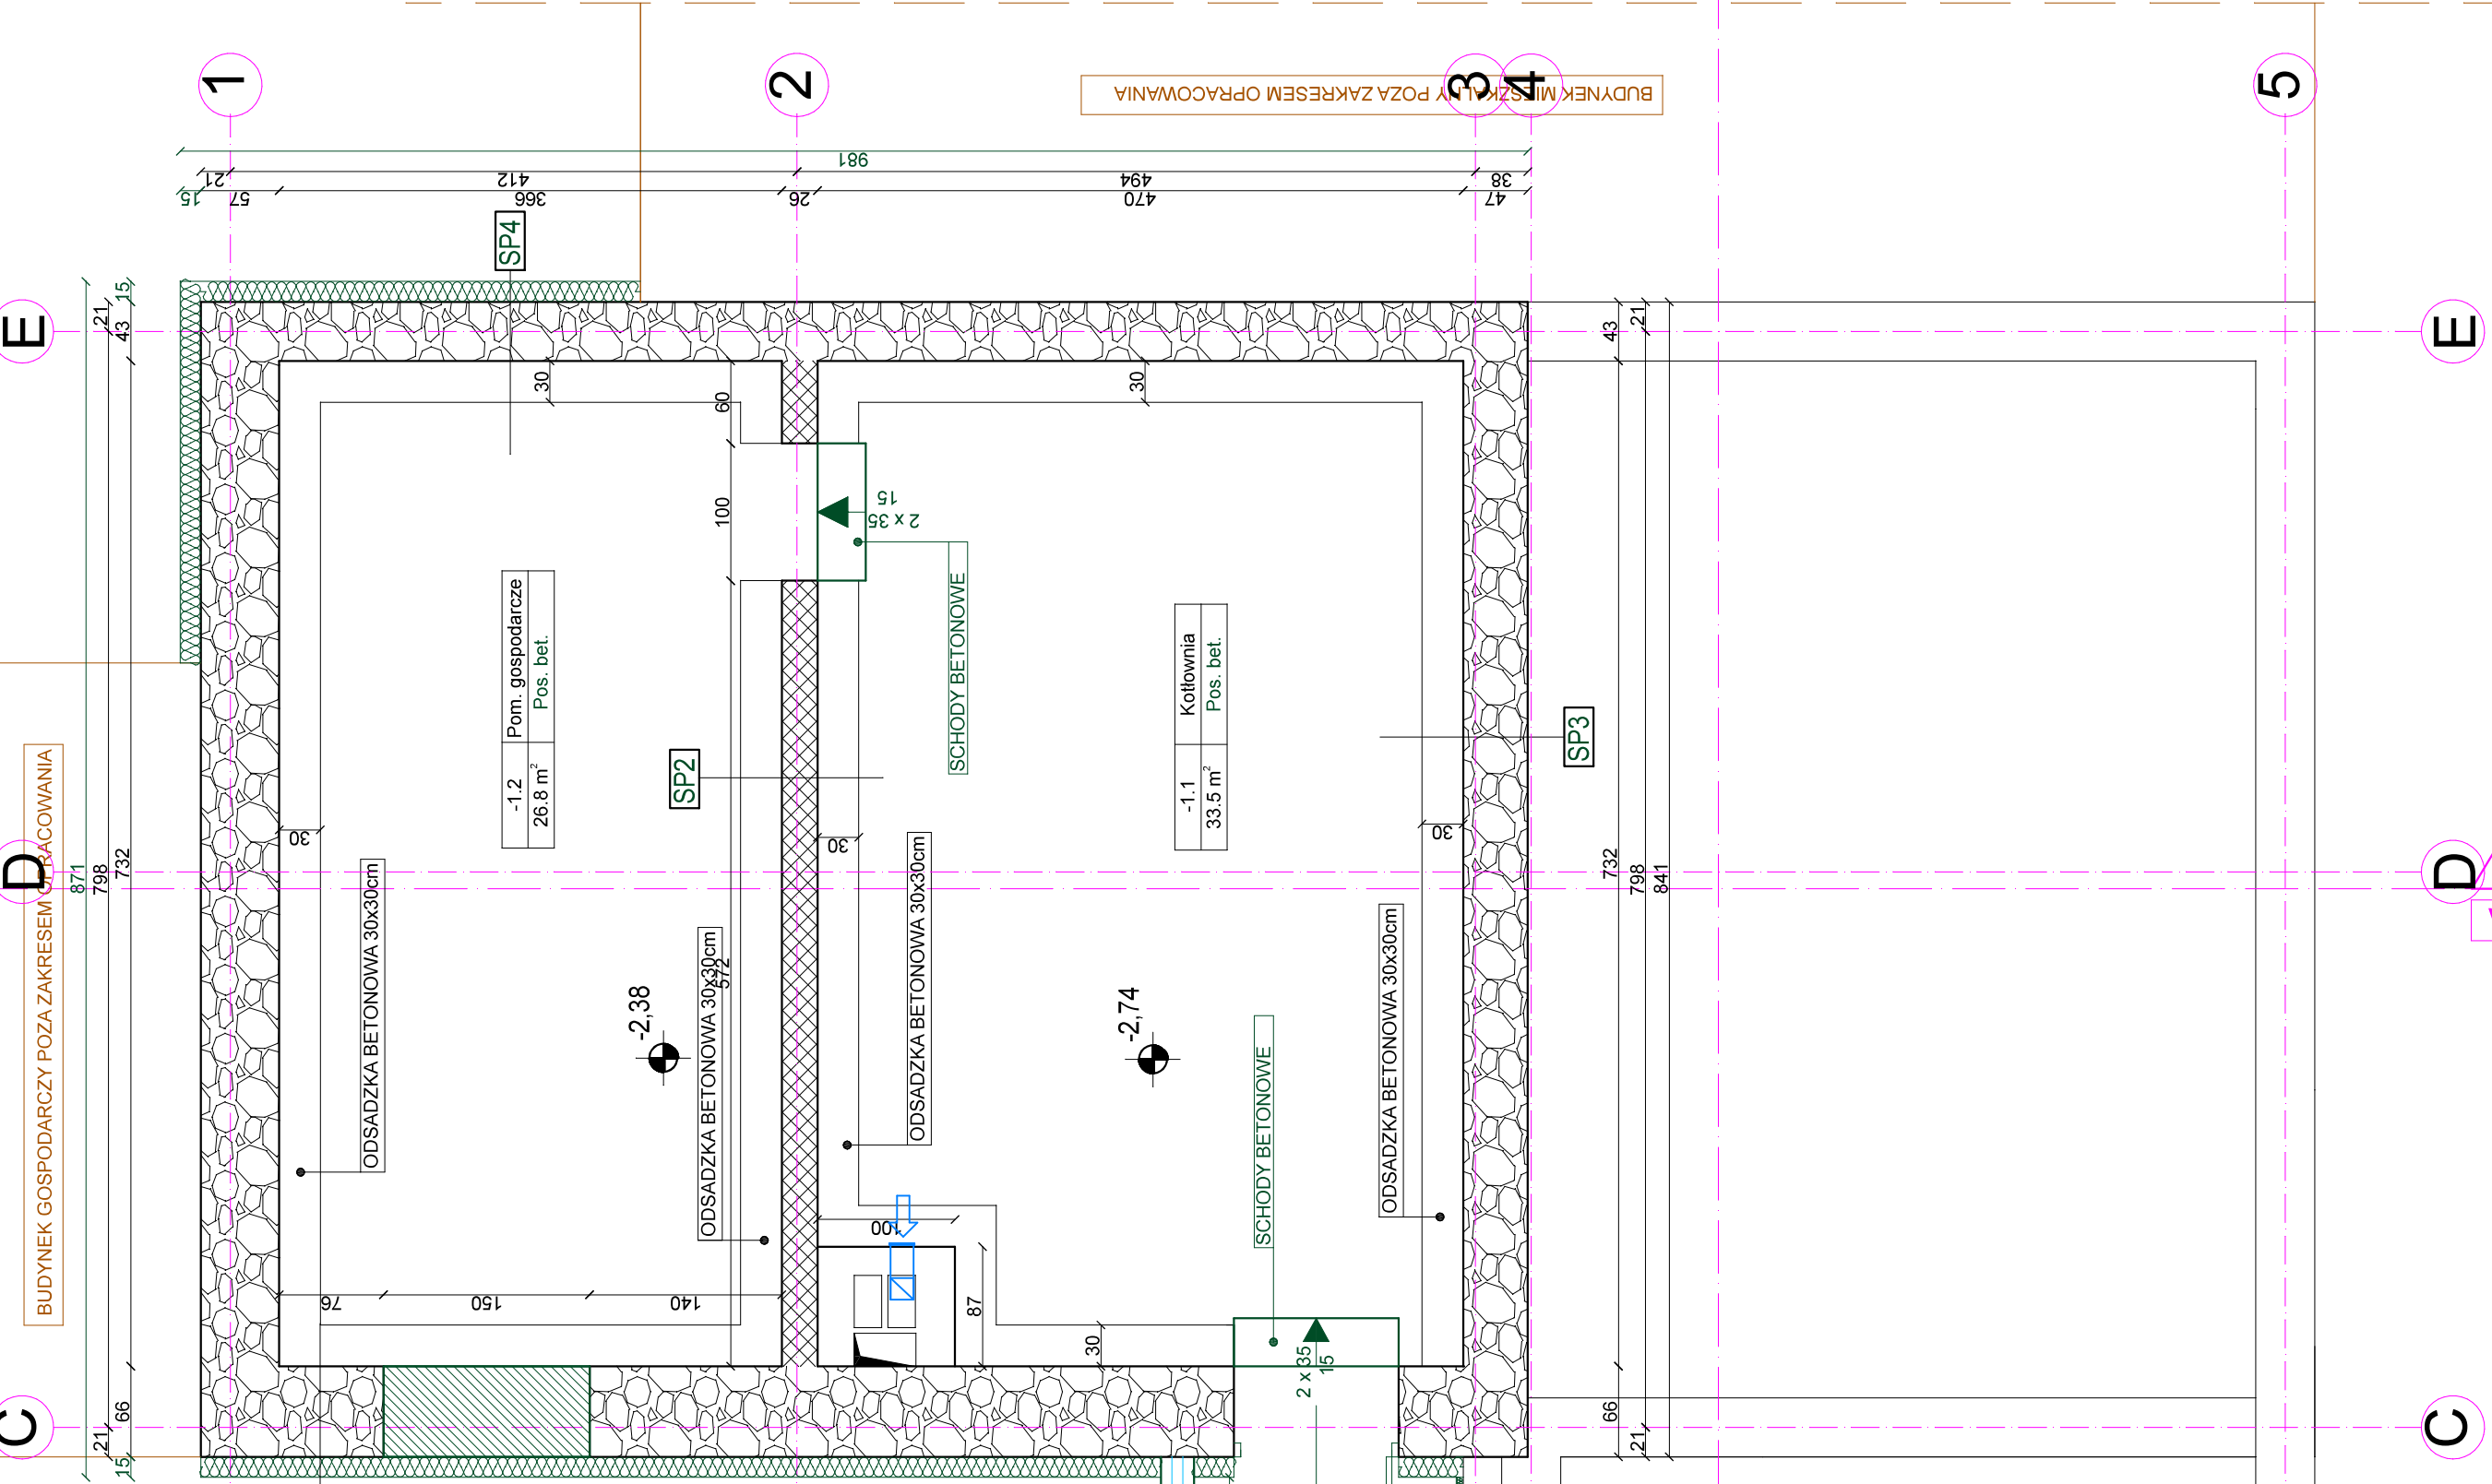 1
2
3
4
5
BUDYNEK MIESZKALNY POZA ZAKRESEM OPRACOWANIA
981
21
412
494
38
15
57
366
26
470
47
SP4
E
21
15
43
43
21
E
30
60
30
100
15
2 x 35
SCHODY BETONOWE
-1.2 Pom. gospodarcze
26.8 m² Pos. bet.
-1.1 Kotłownia
33.5 m² Pos. bet.
SP2
SP3
BUDYNEK GOSPODARCZY POZA ZAKRESEM OPRACOWANIA
30
30
30
D
871
798
732
732
798
841
D
ODSADZKA BETONOWA 30x30cm
ODSADZKA BETONOWA 30x30cm
572
ODSADZKA BETONOWA 30x30cm
ODSADZKA BETONOWA 30x30cm
-2,38
-2,74
SCHODY BETONOWE
100
76
150
140
87
30
2 x 35
15
C
66
21
15
66
21
C